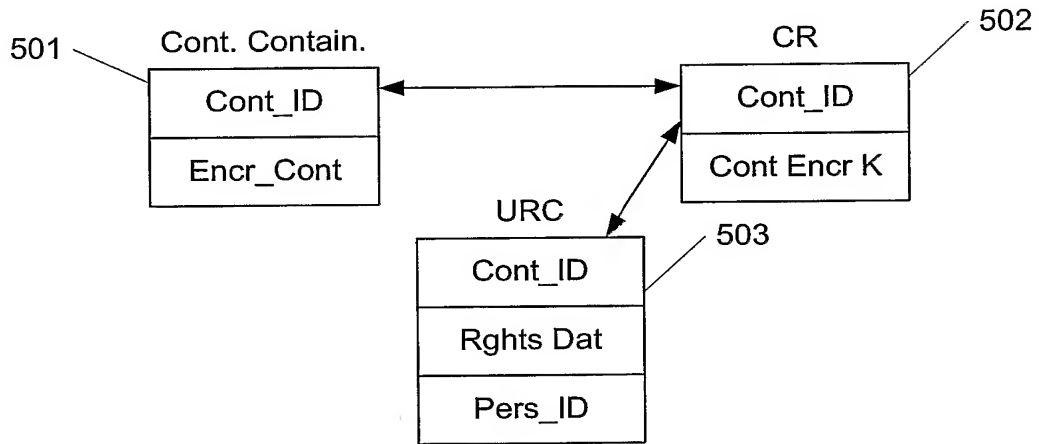 501
Cont. Contain.
Cont_ID
Encr_Cont
CR
502
Cont_ID
Cont Encr K
URC
503
Cont_ID
Rghts Dat
Pers_ID